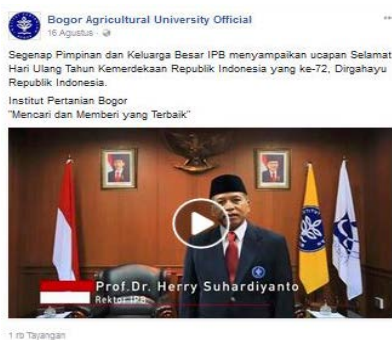 Bogor Agricultural University Official
16 Agustus ·
Segenap Pimpinan dan Keluarga Besar IPB menyampaikan ucapan Selamat
Hari Ulang Tahun Kemerdekaan Republik Indonesia yang ke-72, Dirgahayu
Republik Indonesia.
Institut Pertanian Bogor
"Mencari dan Memberi yang Terbaik"
Prof.Dr. Herry Suhardiyanto
Rektor IPB
1 rb Tayangan